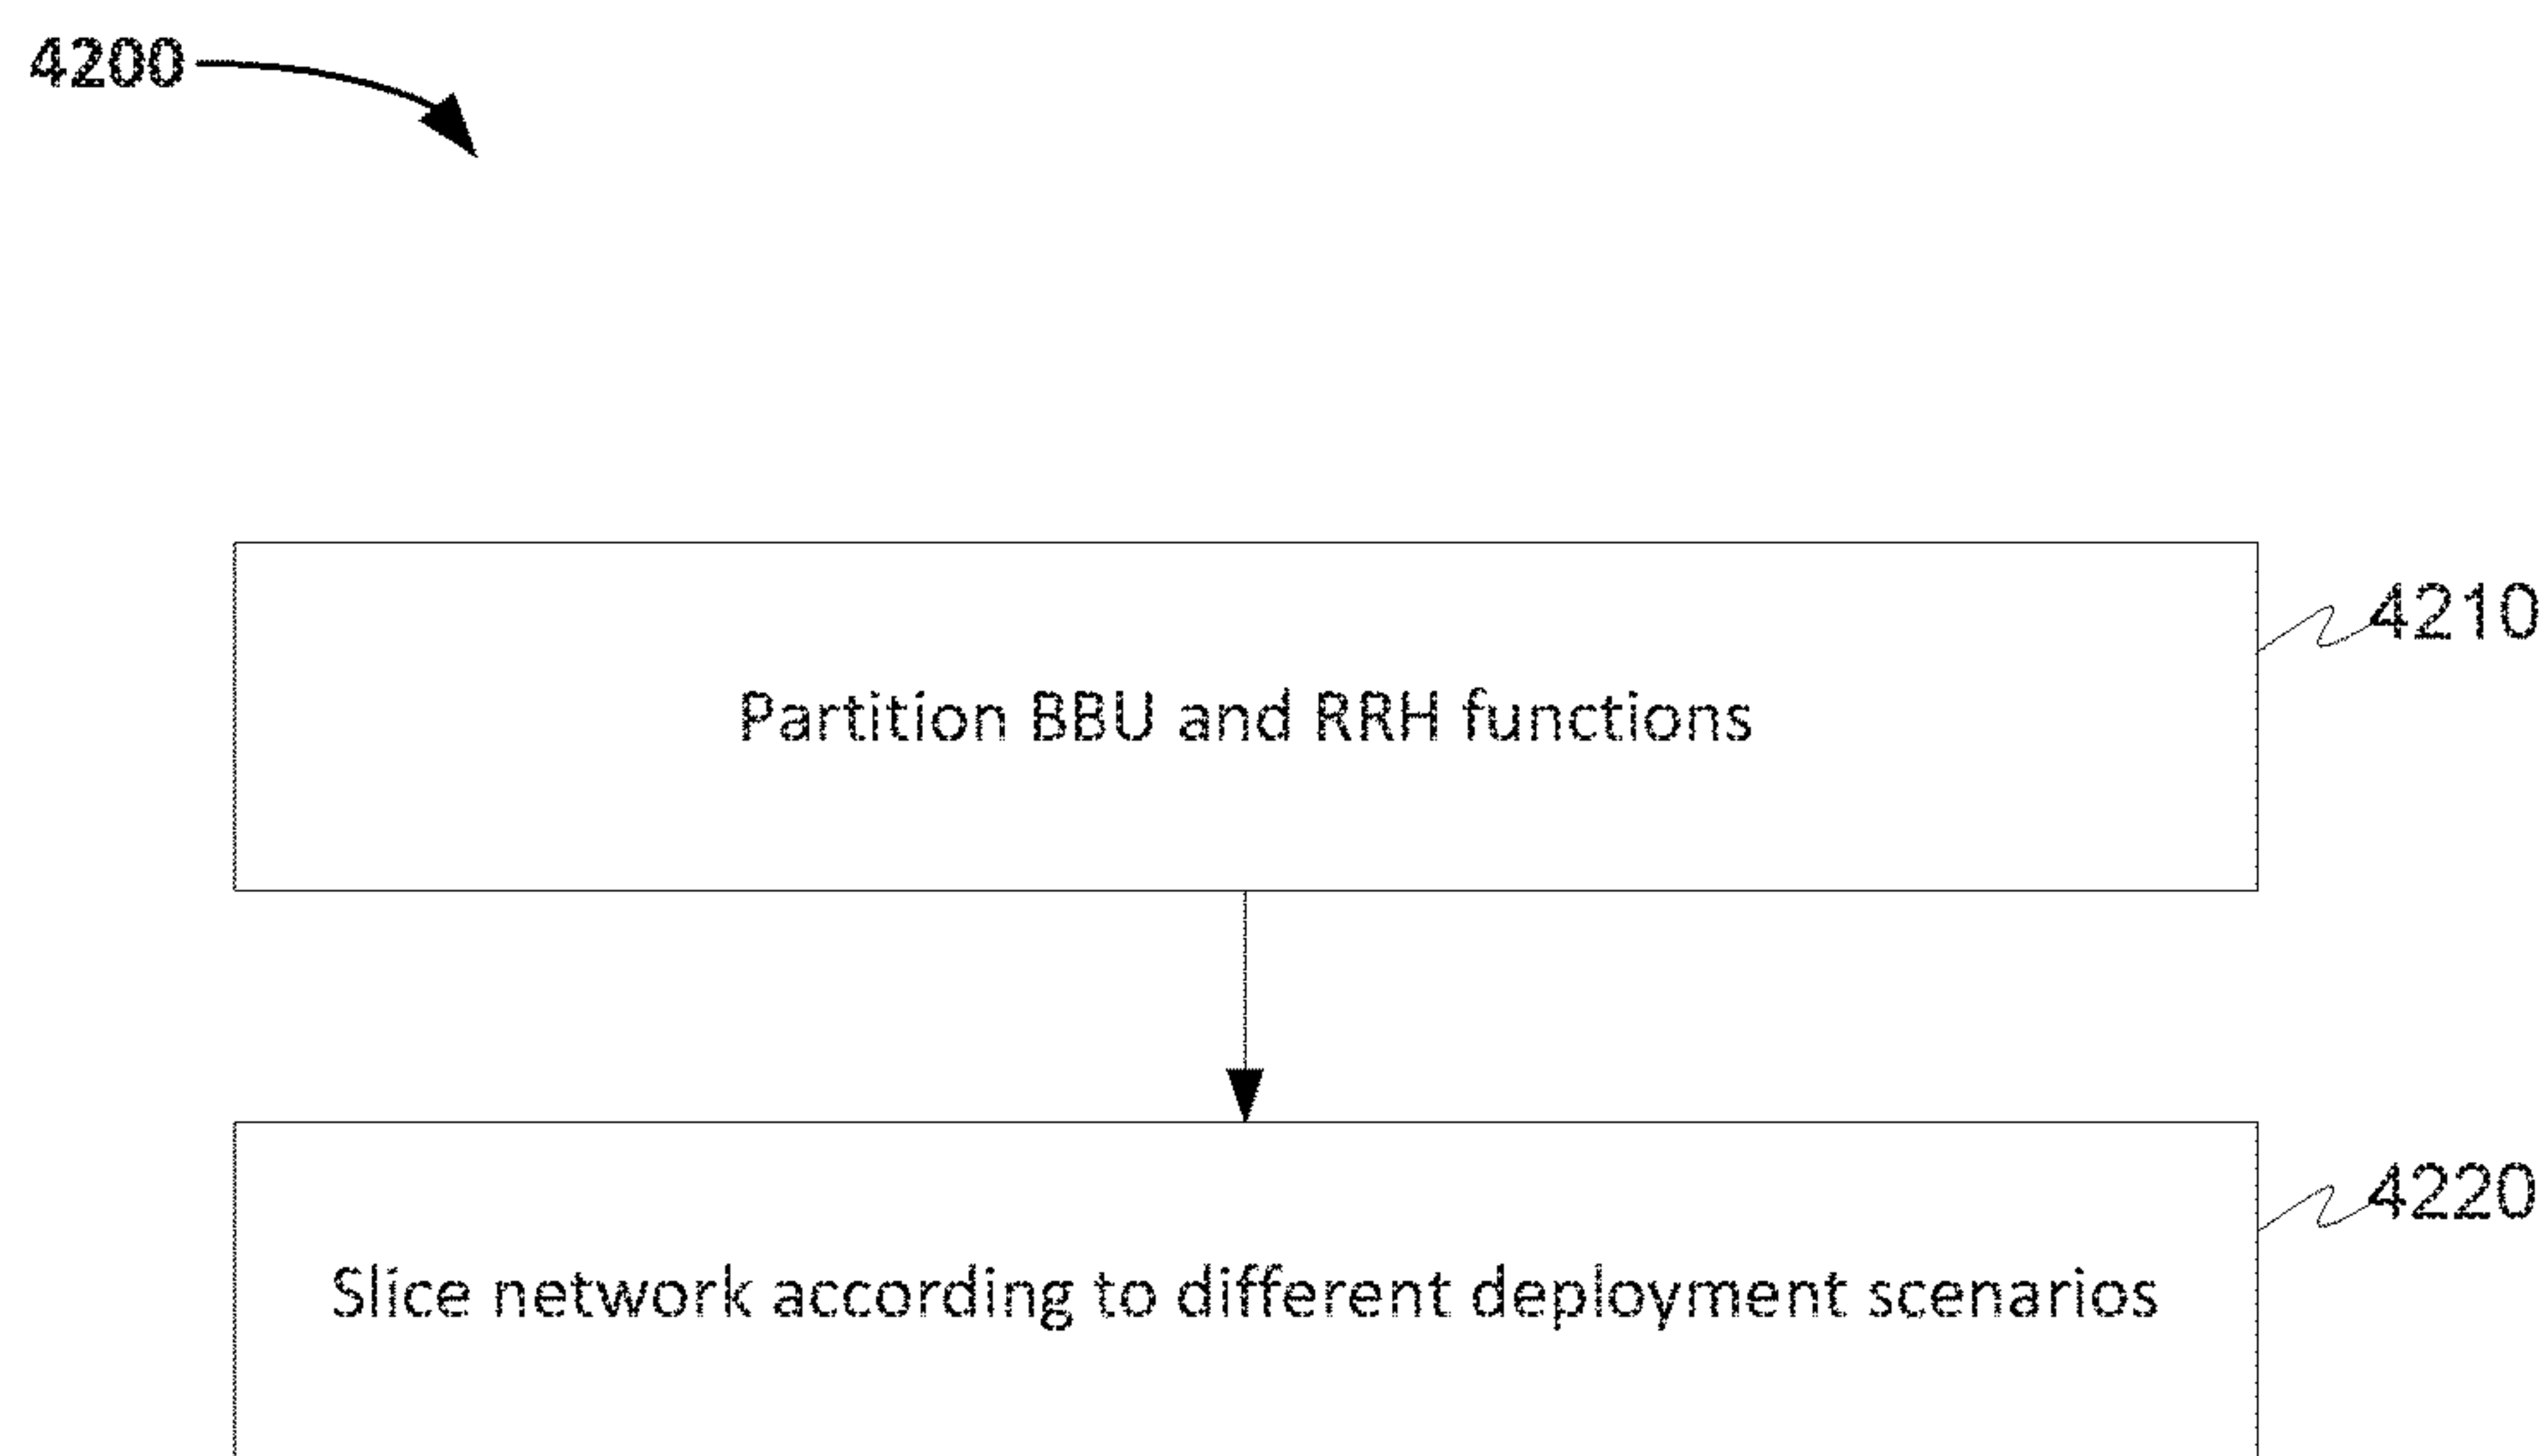 4200
4210
Partition BBU and RRH functions
4220
Slice network according to different deployment scenarios